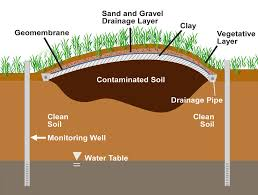 Sand and Gravel
Drainage Layer
Clay
Geomembrane
Vegetative
Layer
Contaminated Soil
Drainage Pipe
Clean
Soil
Clean
Soil
Monitoring Well
Water Table